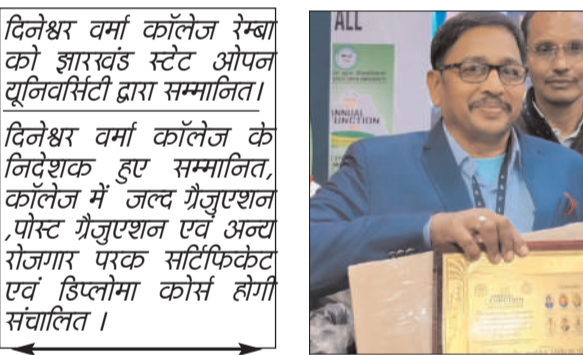 दिनेश्वर वर्मा कॉलेज रेम्बा
को झारखंड स्टेट ओपन
यूनिवर्सिटी द्वारा सम्मानित।
दिनेश्वर वर्मा कॉलेज के
निदेशक हुए सम्मानित,
कॉलेज में जल्द ग्रैजुएशन
,पोस्ट ग्रैजुएशन एवं अन्य
रोजगार परक सर्टिफिकेट
एवं डिप्लोमा कोर्स होगी
संचालित ।
ALL
ANNUAL
FUNCTION